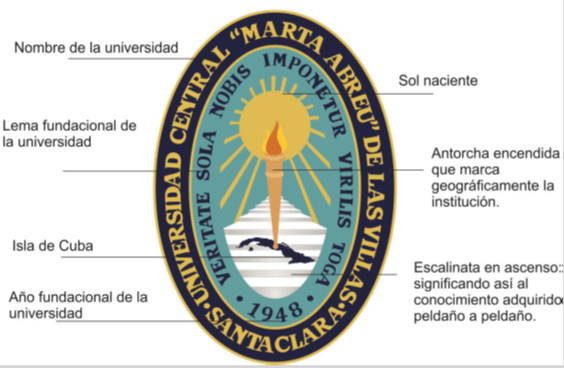 Nombre de la universidad
Lema fundacional de
la universidad
Isla de Cuba
Año fundacional de la
universidad
UNIVERSIDAD CENTRAL "MARTA ABREU" DE LAS VILLAS
SANTA CLARA
VERITATE SOLA NOBIS IMPONETUR VIRILIS TOGA
1948
Sol naciente
Antorcha encendida
que marca
geográficamente la
institución.
Escalinata en ascenso:
significando así al
conocimiento adquirido
peldaño a peldaño.